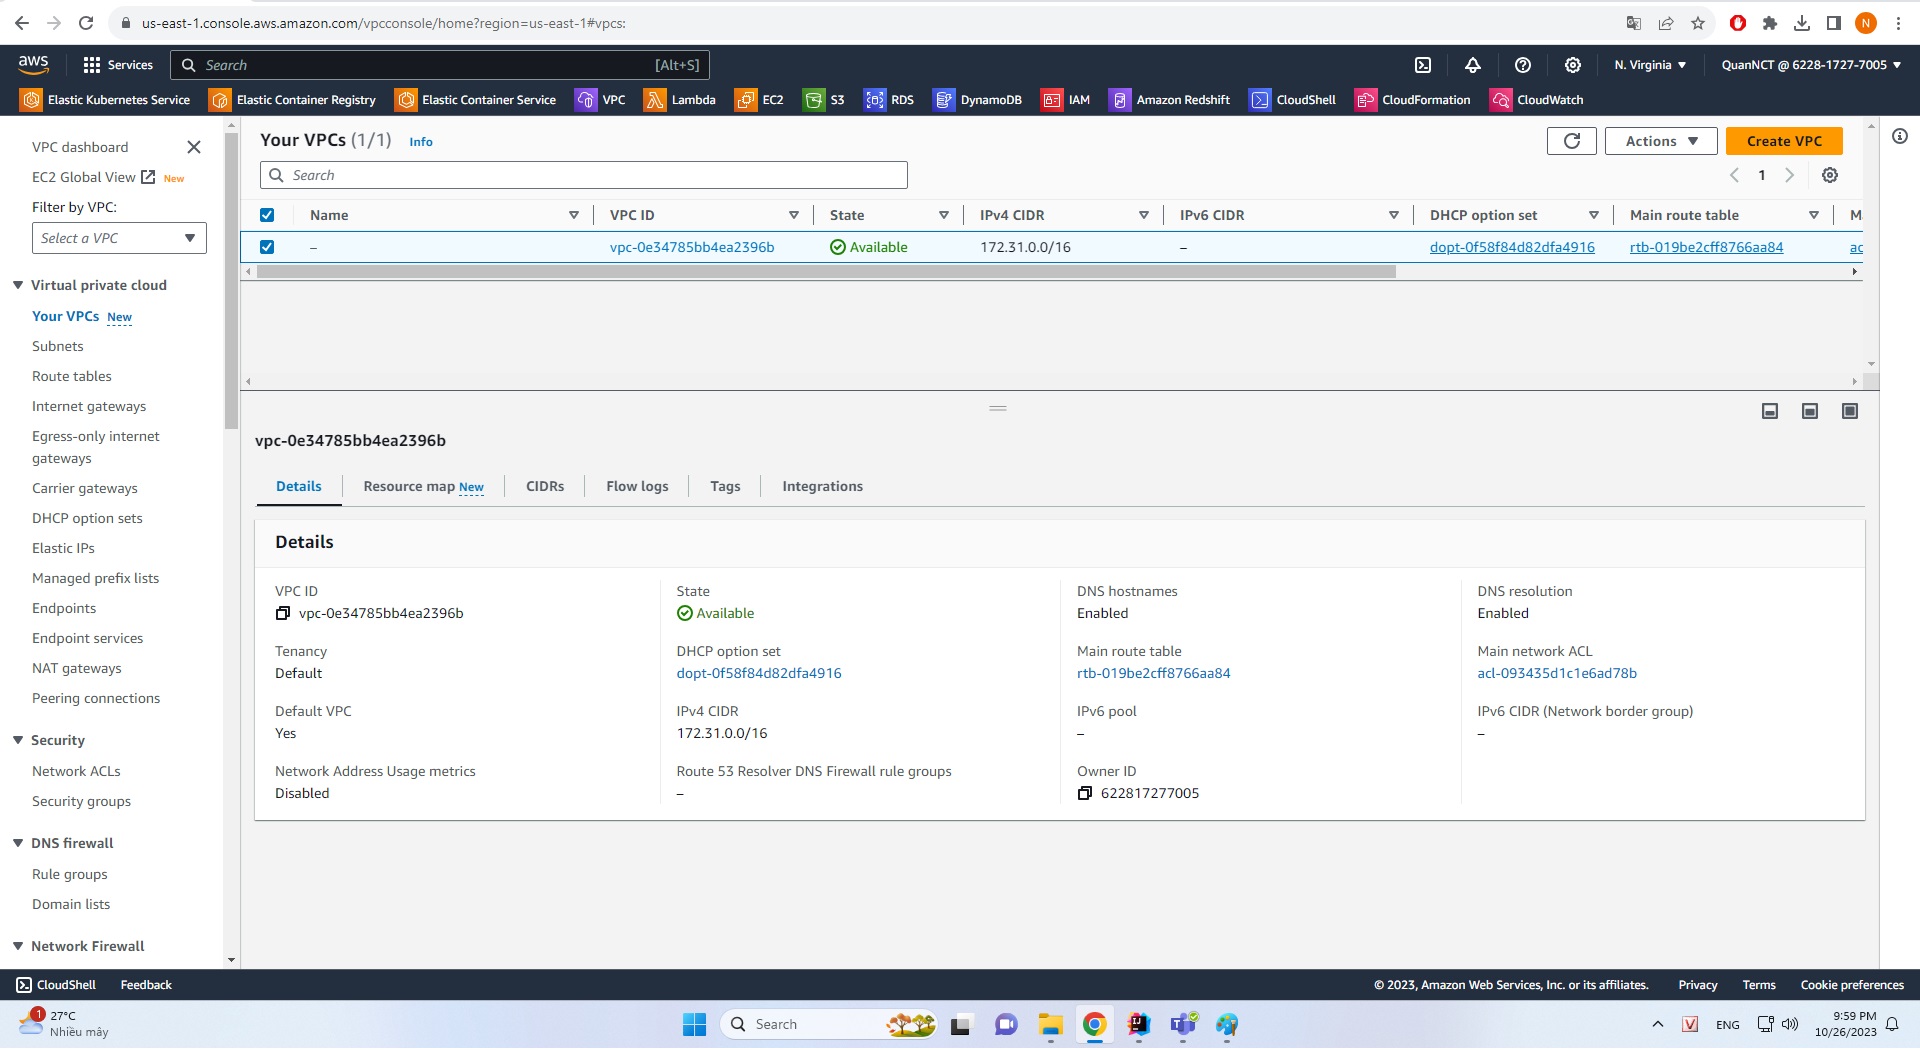 us-east-1.console.aws.amazon.com/vpcconsole/home?region=us-east-1#vpcs:
N
aws
Services
Search
[Alt+S]
N. Virginia
QuanNCT @ 6228-1727-7005
Elastic Kubernetes Service
Elastic Container Registry
Elastic Container Service
VPC
Lambda
EC2
S3
RDS
DynamoDB
IAM
Amazon Redshift
CloudShell
CloudFormation
CloudWatch
VPC dashboard
EC2 Global View New
Filter by VPC:
Select a VPC
Virtual private cloud
Your VPCs New
Subnets
Route tables
Internet gateways
Egress-only internet
gateways
Carrier gateways
DHCP option sets
Elastic IPs
Managed prefix lists
Endpoints
Endpoint services
NAT gateways
Peering connections
Security
Network ACLs
Security groups
DNS firewall
Rule groups
Domain lists
Network Firewall
Your VPCs (1/1) Info
Actions
Create VPC
Search
1
Name
VPC ID
State
IPv4 CIDR
IPv6 CIDR
DHCP option set
Main route table
M
–
vpc-0e34785bb4ea2396b
Available
172.31.0.0/16
–
dopt-0f58f84d82dfa4916
rtb-019be2cff8766aa84
ac
vpc-0e34785bb4ea2396b
Details
Resource map New
CIDRs
Flow logs
Tags
Integrations
Details
VPC ID
vpc-0e34785bb4ea2396b
State
Available
DNS hostnames
Enabled
DNS resolution
Enabled
Tenancy
Default
DHCP option set
dopt-0f58f84d82dfa4916
Main route table
rtb-019be2cff8766aa84
Main network ACL
acl-093435d1c1e6ad78b
Default VPC
Yes
IPv4 CIDR
172.31.0.0/16
IPv6 pool
–
IPv6 CIDR (Network border group)
–
Network Address Usage metrics
Disabled
Route 53 Resolver DNS Firewall rule groups
–
Owner ID
622817277005
CloudShell
Feedback
© 2023, Amazon Web Services, Inc. or its affiliates.
Privacy
Terms
Cookie preferences
1
27°C
Nhiều mây
Search
V
ENG
9:59 PM
10/26/2023